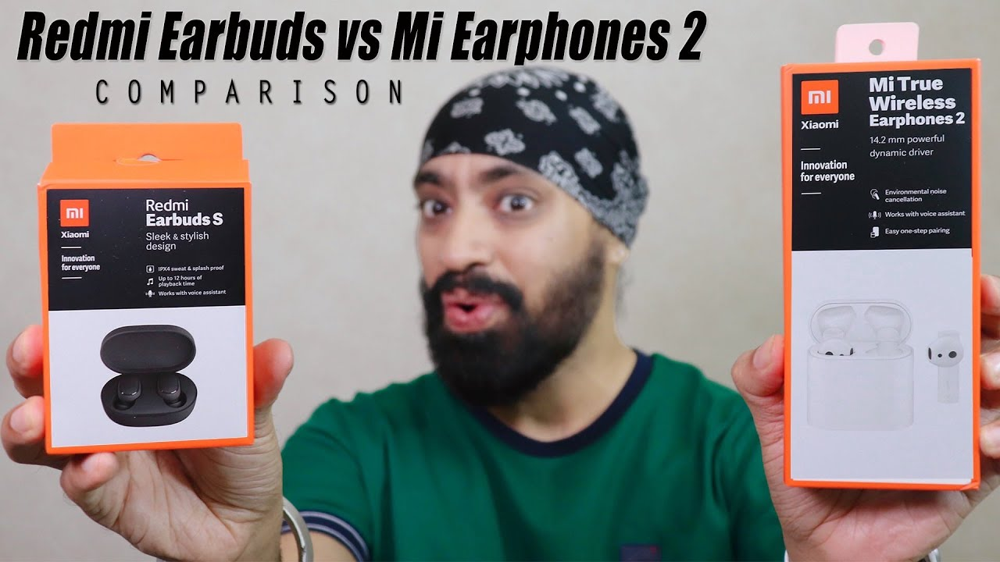 Redmi Earbuds vs Mi Earphones 2
COMPARISON
mi
Xiaomi
Innovation
for everyone
Redmi
Earbuds S
Sleek & stylish
design
IPX4 sweat & splash proof
Up to 12 hours of
playback time
Works with voice assistant
mi
Xiaomi
Innovation
for everyone
Mi True
Wireless
Earphones 2
14.2 mm powerful
dynamic driver
Environmental noise
cancellation
Works with voice assistant
Easy one-step pairing